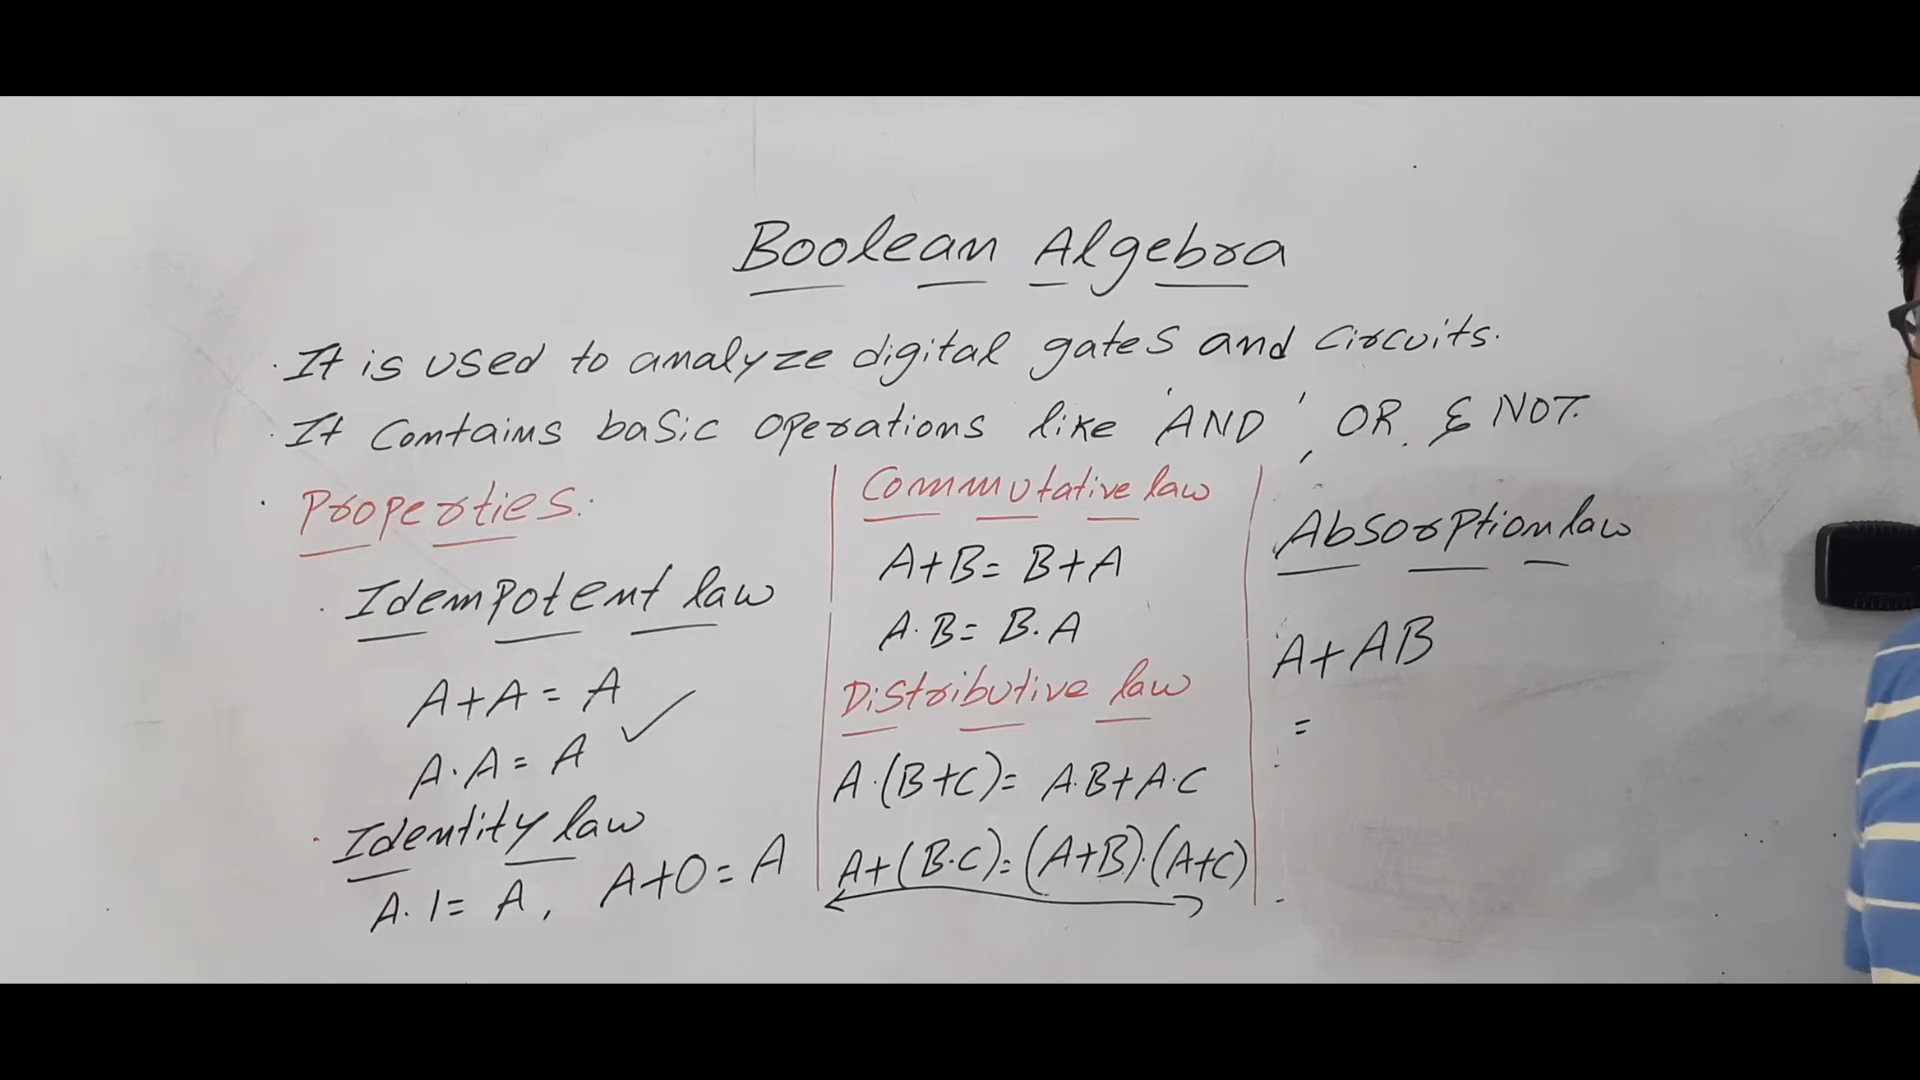 Boolean Algebra
· It is used to analyze digital gates and circuits.
· It contains basic operations like 'AND', OR, & NOT.
· Properties:
· Idempotent law
A+A = A
A·A = A ✓
· Identity law
A·1 = A, A+0 = A
Commutative law
A+B = B+A
A·B = B·A
Distributive law
A·(B+C) = A·B+A·C
A+(B·C) = (A+B)·(A+C)
Absorption law
A+AB
=